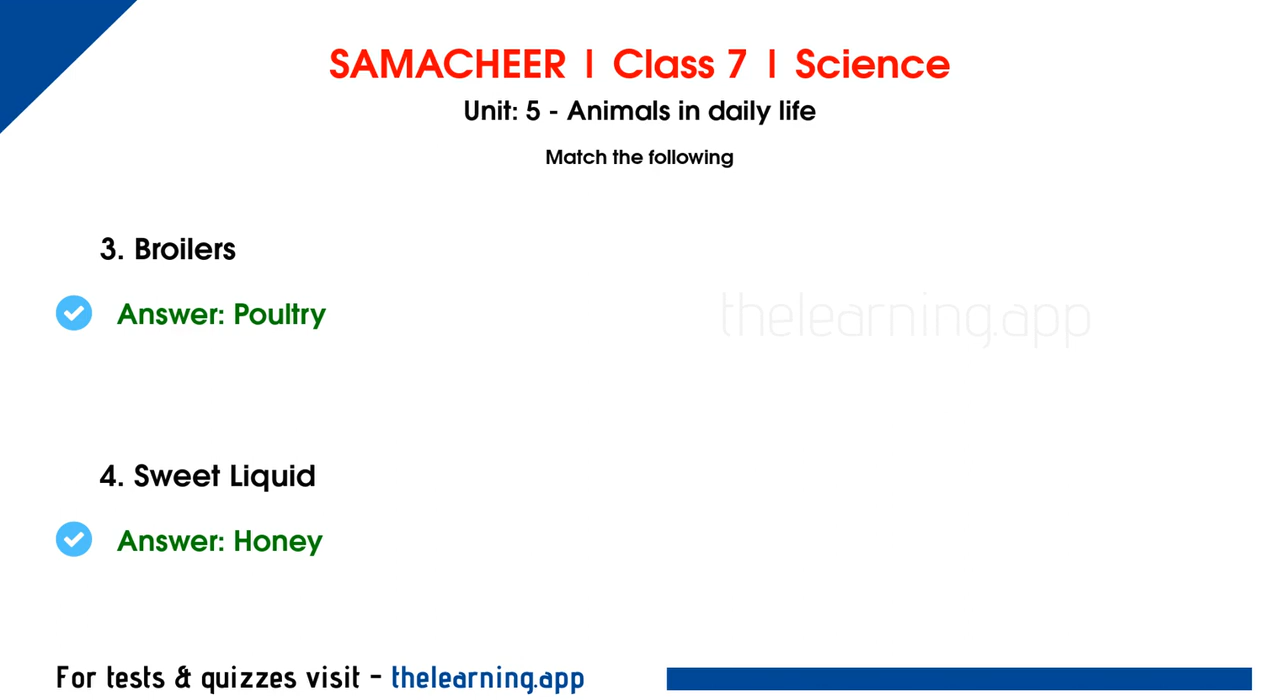 SAMACHEER | Class 7 | Science
Unit: 5 - Animals in daily life
Match the following
3. Broilers
Answer: Poultry
thelearning.app
4. Sweet Liquid
Answer: Honey
For tests & quizzes visit - thelearning.app